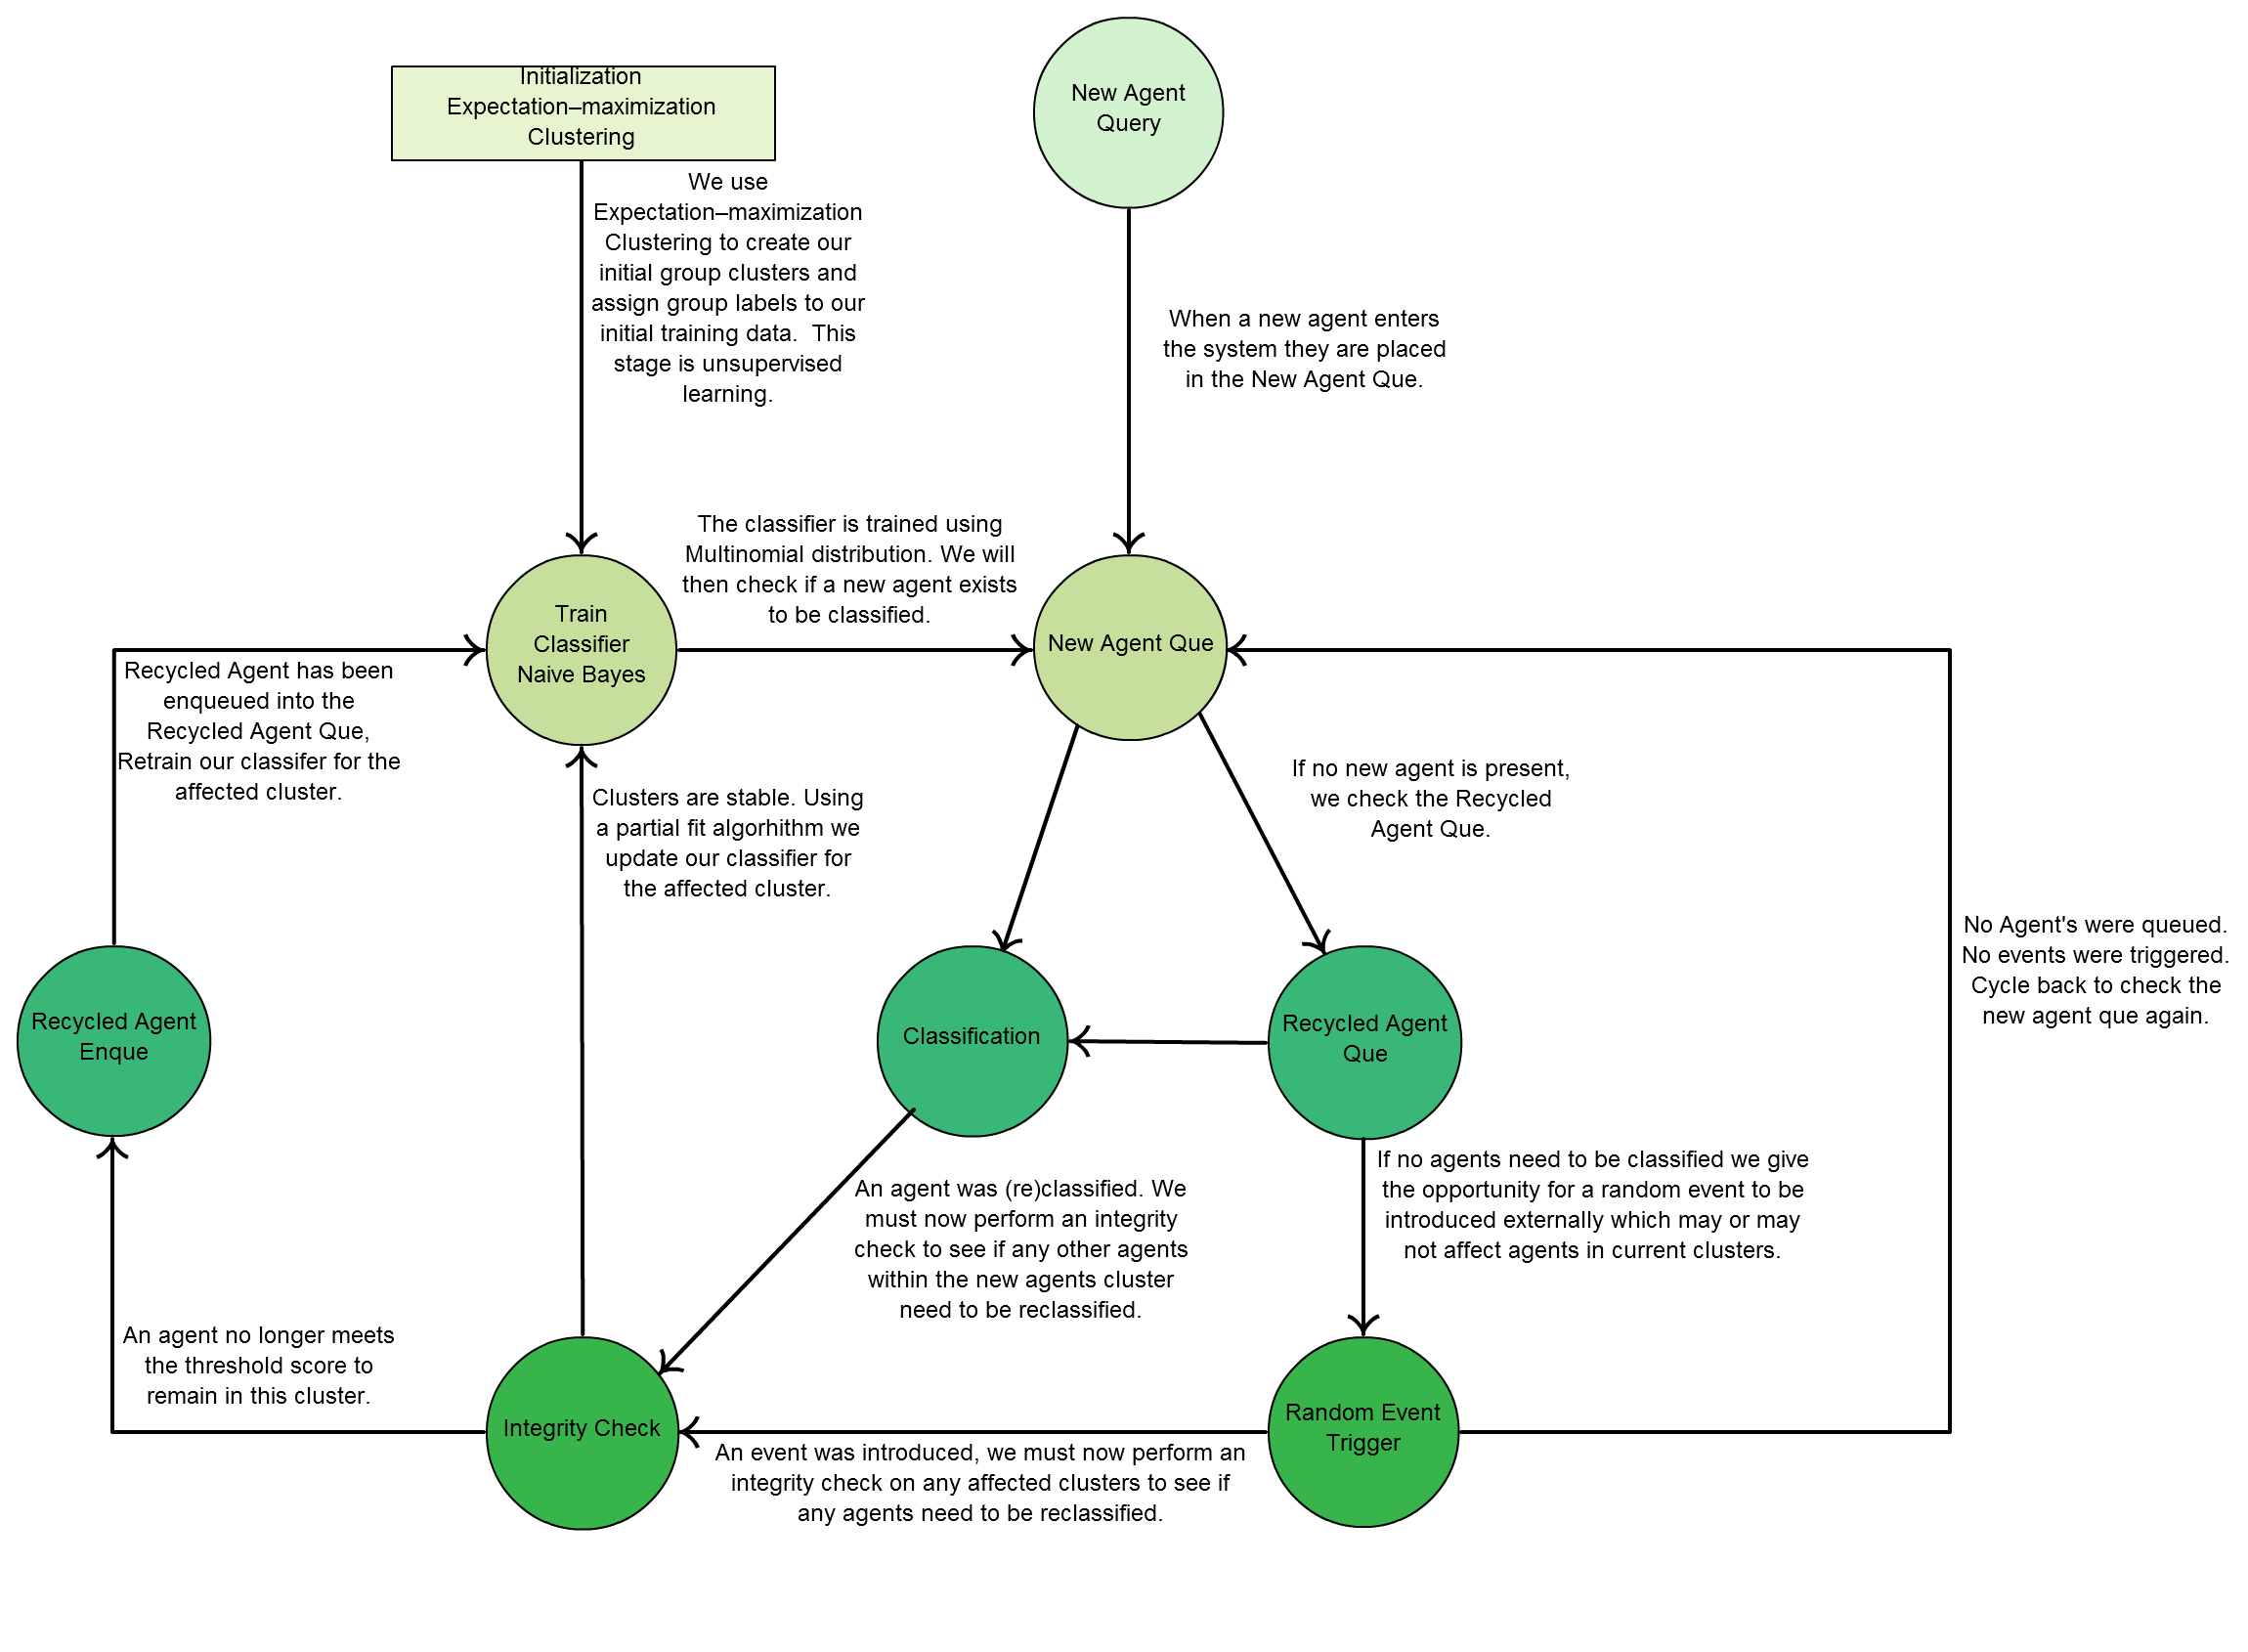 Initialization
Expectation–maximization
Clustering
New Agent
Query
We use
Expectation–maximization
Clustering to create our
initial group clusters and
assign group labels to our
initial training data.  This
stage is unsupervised
learning.
When a new agent enters
the system they are placed
in the New Agent Que.
The classifier is trained using
Multinomial distribution. We will
then check if a new agent exists
to be classified.
Train
Classifier
Naive Bayes
New Agent Que
Recycled Agent has been
enqueued into the
Recycled Agent Que,
Retrain our classifer for the
affected cluster.
Clusters are stable. Using
a partial fit algorhithm we
update our classifier for
the affected cluster.
If no new agent is present,
we check the Recycled
Agent Que.
No Agent's were queued.
No events were triggered.
Cycle back to check the
new agent que again.
Recycled Agent
Enque
Classification
Recycled Agent
Que
If no agents need to be classified we give
the opportunity for a random event to be
introduced externally which may or may
not affect agents in current clusters.
An agent was (re)classified. We
must now perform an integrity
check to see if any other agents
within the new agents cluster
need to be reclassified.
An agent no longer meets
the threshold score to
remain in this cluster.
Integrity Check
Random Event
Trigger
An event was introduced, we must now perform an
integrity check on any affected clusters to see if
any agents need to be reclassified.